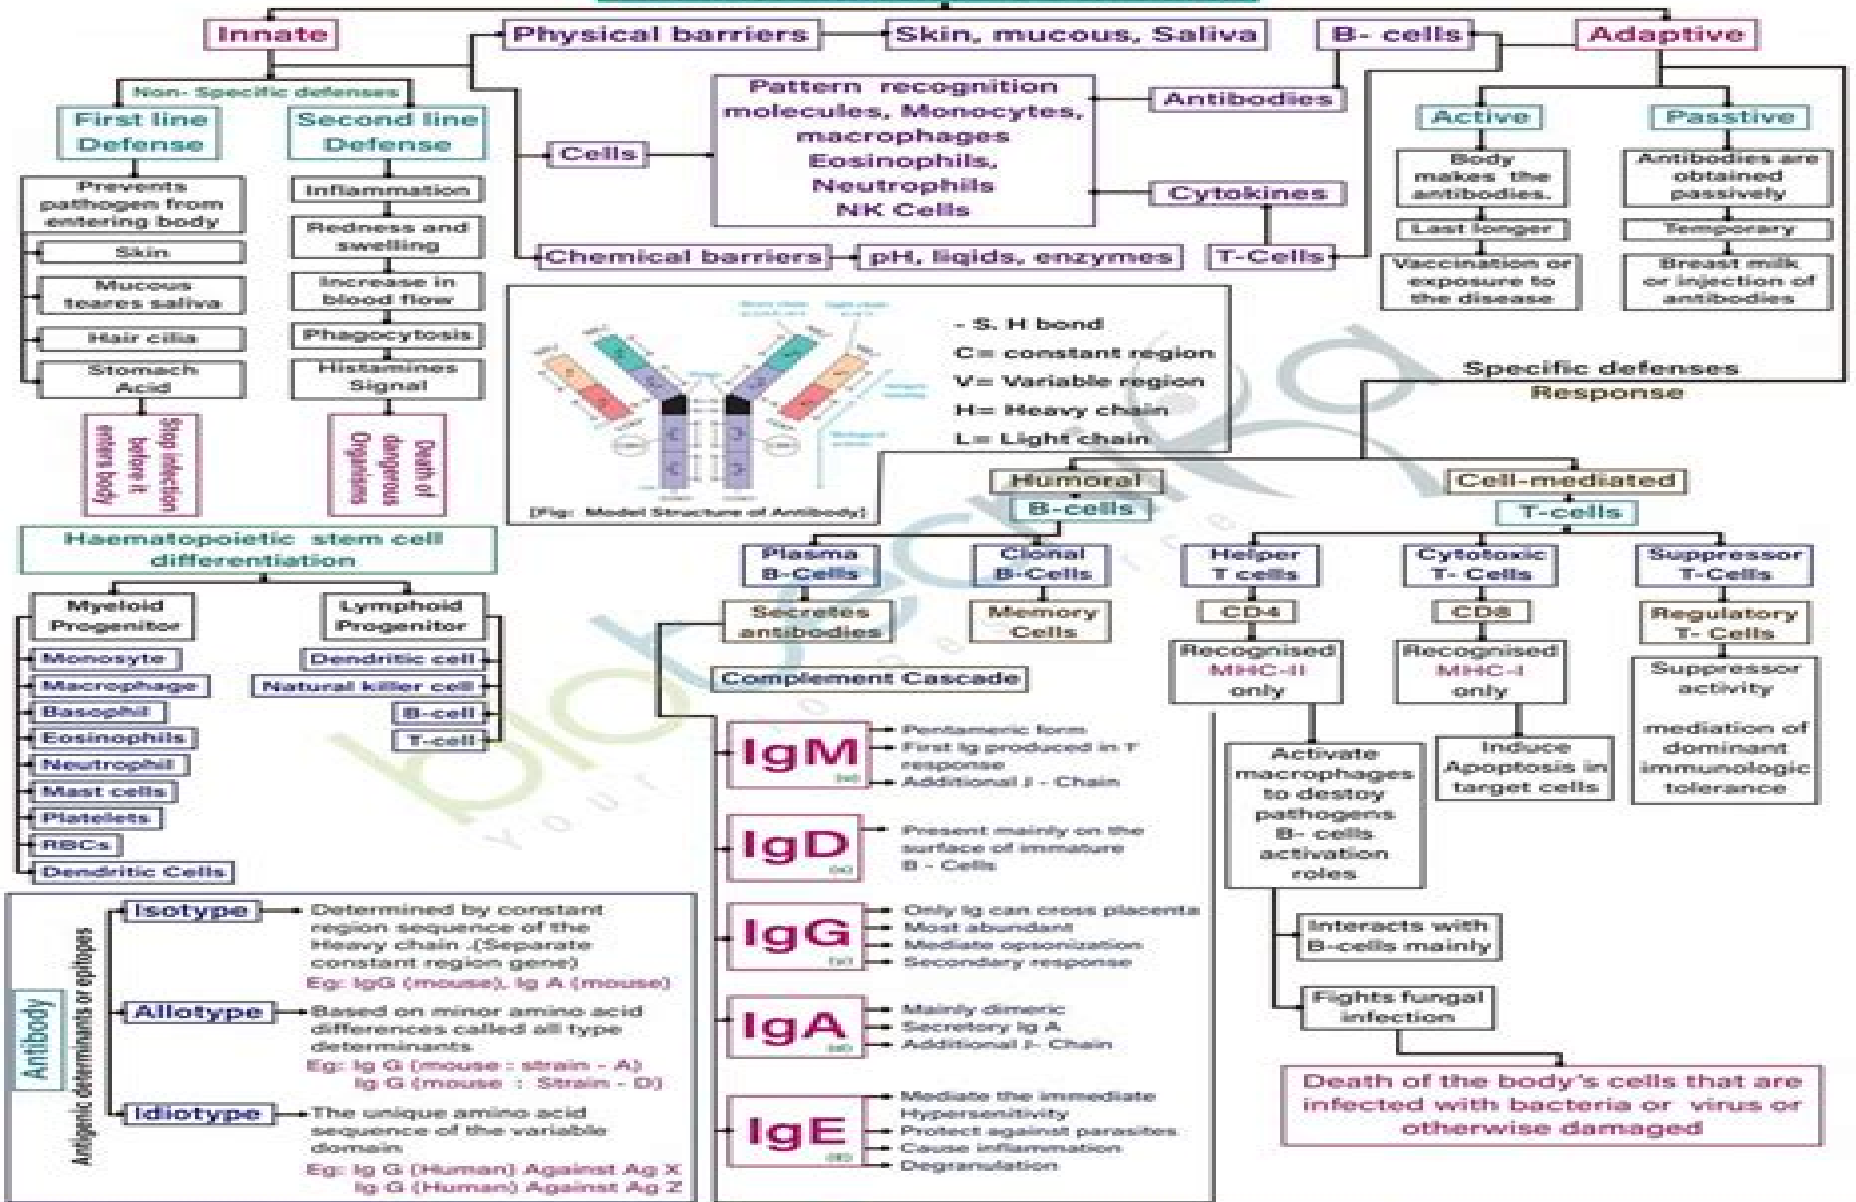 Innate
Physical barriers
Skin, mucous, Saliva
B- cells
Adaptive
Non- Specific defenses
First line
Defense
Second line
Defense
Prevents
pathogen from
entering body
Skin
Mucous
teares saliva
Hair cilia
Stomach
Acid
Stop infection
before it
enters body
Inflammation
Redness and
swelling
Increase in
blood flow
Phagocytosis
Histamines
Signal
Death of
dangerous
Organisms
Cells
Pattern recognition
molecules, Monocytes,
macrophages
Eosinophils,
Neutrophils
NK Cells
Antibodies
Cytokines
Chemical barriers
pH, liqids, enzymes
T-Cells
Active
Body
makes the
antibodies.
Last longer
Vaccination or
exposure to
the disease
Passtive
Antibodies are
obtained
passively
Temporary
Breast milk
or injection of
antibodies
- S. H bond
C= constant region
V= Variable region
H= Heavy chain
L= Light chain
[Fig: Model Structure of Antibody]
Specific defenses
Response
Humoral
B-cells
Cell-mediated
T-cells
Plasma
B-Cells
Secretes
antibodies
Clonal
B-Cells
Memory
Cells
Helper
T cells
CD4
Recognised
MHC-II
only
Activate
macrophages
to destoy
pathogens
B- cells
activation
roles
Interacts with
B-cells mainly
Fights fungal
infection
Cytotoxic
T- Cells
CD8
Recognised
MHC-I
only
Induce
Apoptosis in
target cells
Suppressor
T-Cells
Regulatory
T- Cells
Suppressor
activity
mediation of
dominant
immunologic
tolerance
Death of the body's cells that are
infected with bacteria or virus or
otherwise damaged
Haematopoietic stem cell
differentiation
Myeloid
Progenitor
Monosyte
Macrophage
Basophil
Eosinophils
Neutrophil
Mast cells
Platelets
RBCs
Dendritic Cells
Lymphoid
Progenitor
Dendritic cell
Natural killer cell
B-cell
T-cell
Complement Cascade
IgM
Pentameric form
First Ig produced in T
response
Additional J - Chain
IgD
Present mainly on the
surface of immature
B - Cells
IgG
Only Ig can cross placenta
Most abundant
Mediate opsonization
Secondary response
IgA
Mainly dimeric
Secretory Ig A
Additional J- Chain
IgE
Mediate the immediate
Hypersenitivity
Protect against parasites
Cause inflammation
Degranulation
Antibody
Antigenic determinants or epitopes
Isotype
Determined by constant
region sequence of the
Heavy chain .(Separate
constant region gene)
Eg: IgG (mouse), Ig A (mouse)
Allotype
Based on minor amino acid
differences called all type
determinants
Eg: Ig G (mouse : strain - A)
Ig G (mouse : Strain - D)
Idiotype
The unique amino acid
sequence of the variable
domain
Eg: Ig G (Human) Against Ag X
Ig G (Human) Against Ag Z
biotecnika